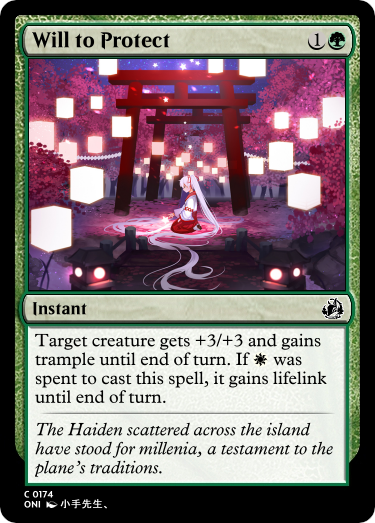 Will to Protect 1
Instant
Target creature gets +3/+3 and gains
trample until end of turn. If was
spent to cast this spell, it gains lifelink
until end of turn.
The Haiden scattered across the island
have stood for millenia, a testament to the
plane's traditions.
C 0174
ONI 小手先生、